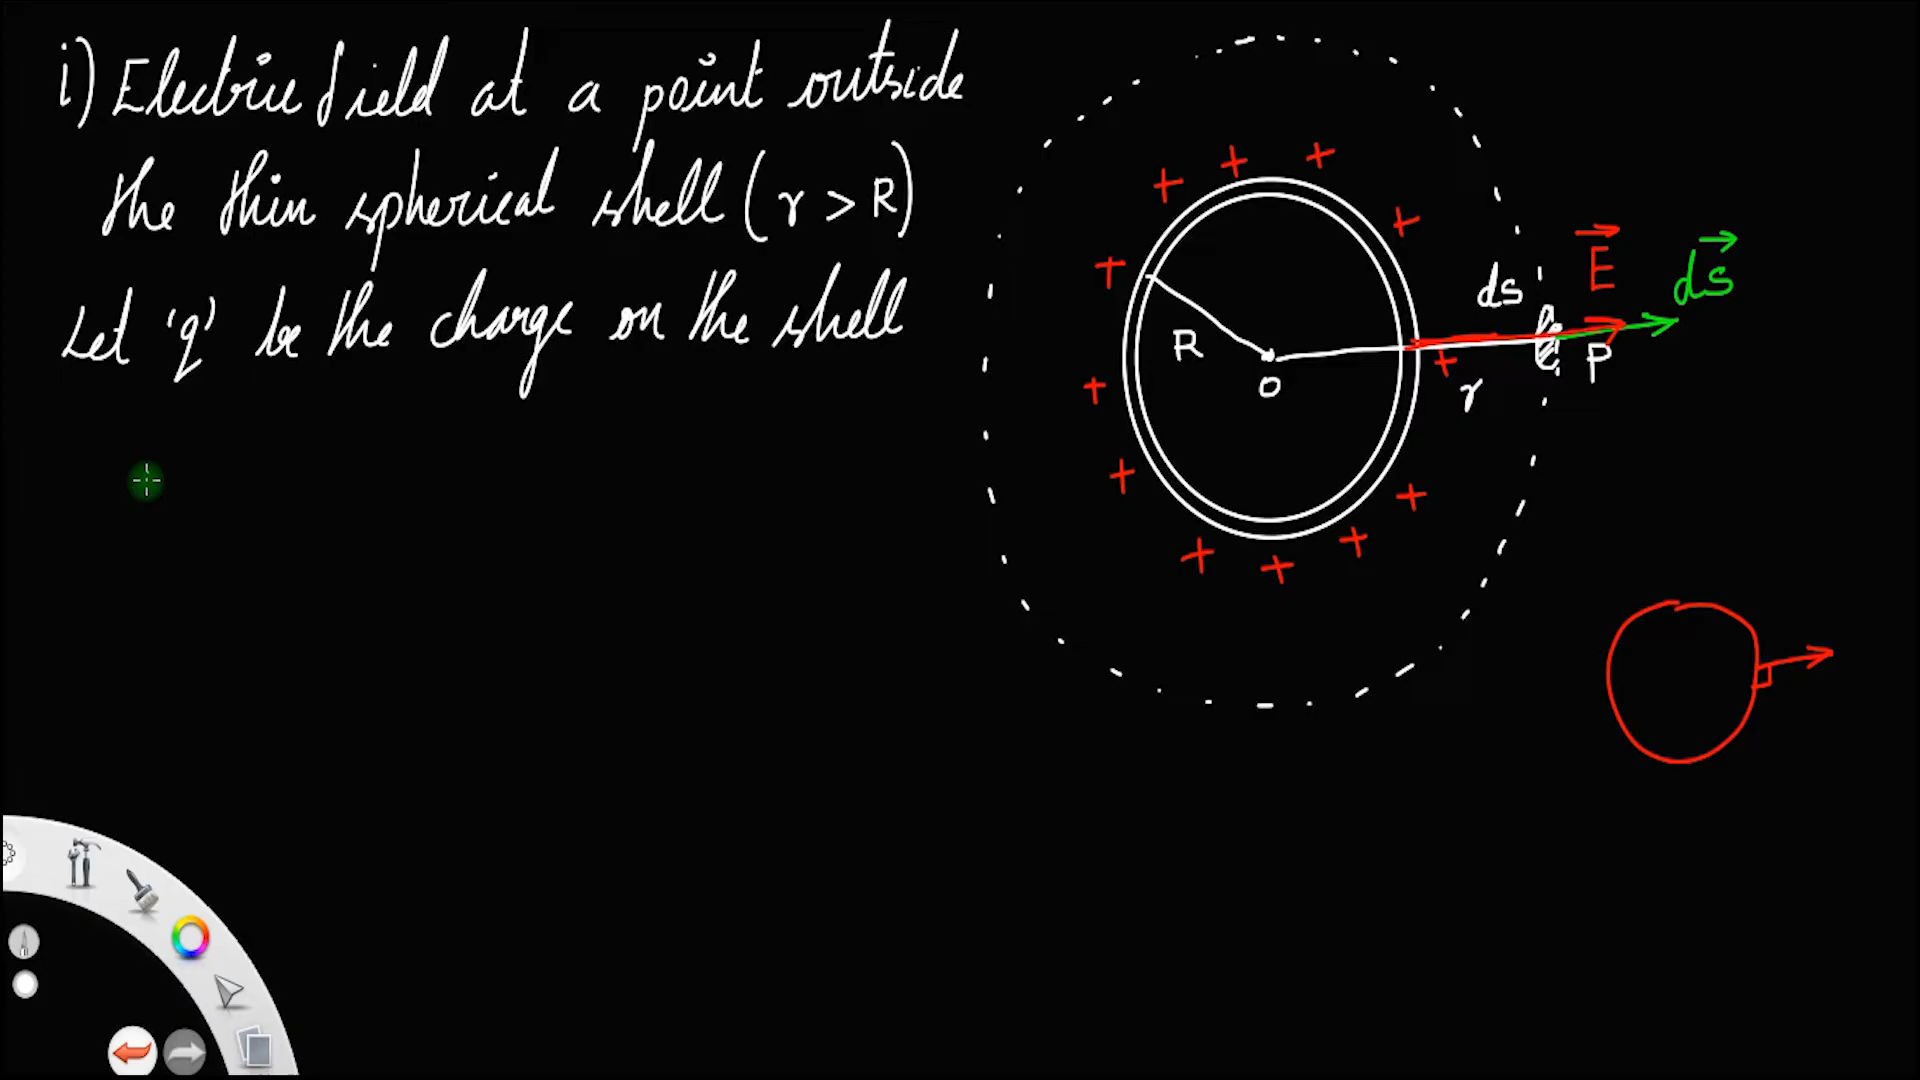 i) Electric field at a point outside
the thin spherical shell (r > R)
Let 'q' be the charge on the shell
+ + +
+ +
+
+ +
+ +
+ + +
+
R
O
r
ds
E
ds
P